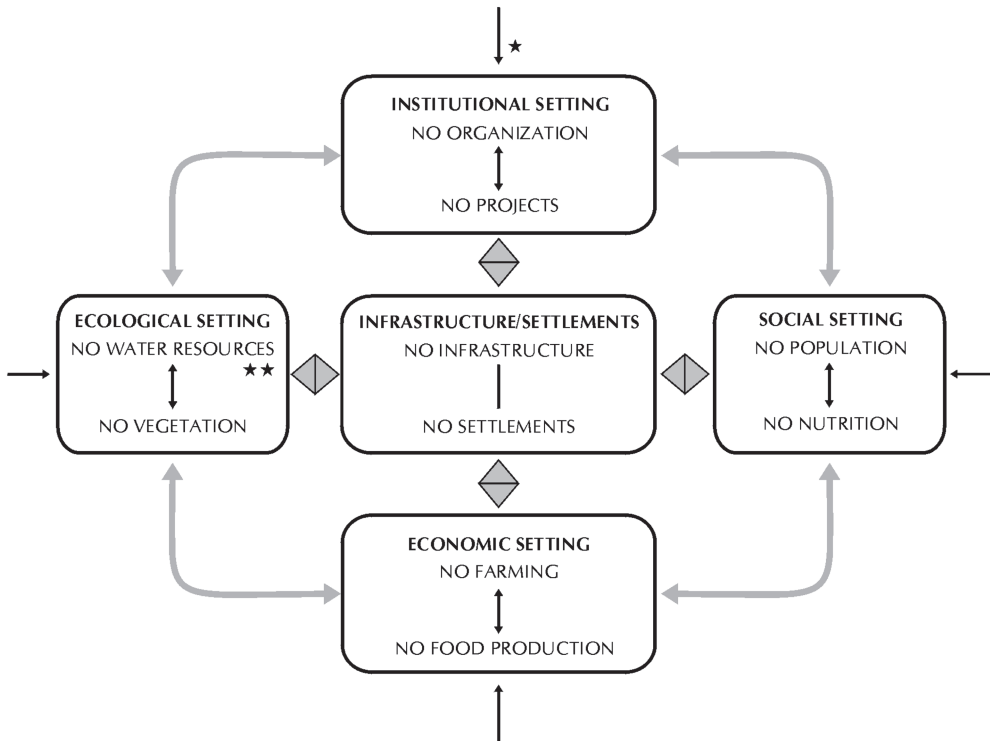 ★
INSTITUTIONAL SETTING
NO ORGANIZATION
NO PROJECTS
ECOLOGICAL SETTING
NO WATER RESOURCES
★★
NO VEGETATION
INFRASTRUCTURE/SETTLEMENTS
NO INFRASTRUCTURE
NO SETTLEMENTS
SOCIAL SETTING
NO POPULATION
NO NUTRITION
ECONOMIC SETTING
NO FARMING
NO FOOD PRODUCTION